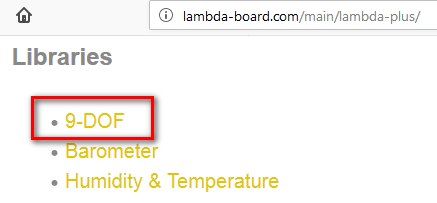 lambda-board.com/main/lambda-plus/
Libraries
• 9-DOF
• Barometer
• Humidity & Temperature